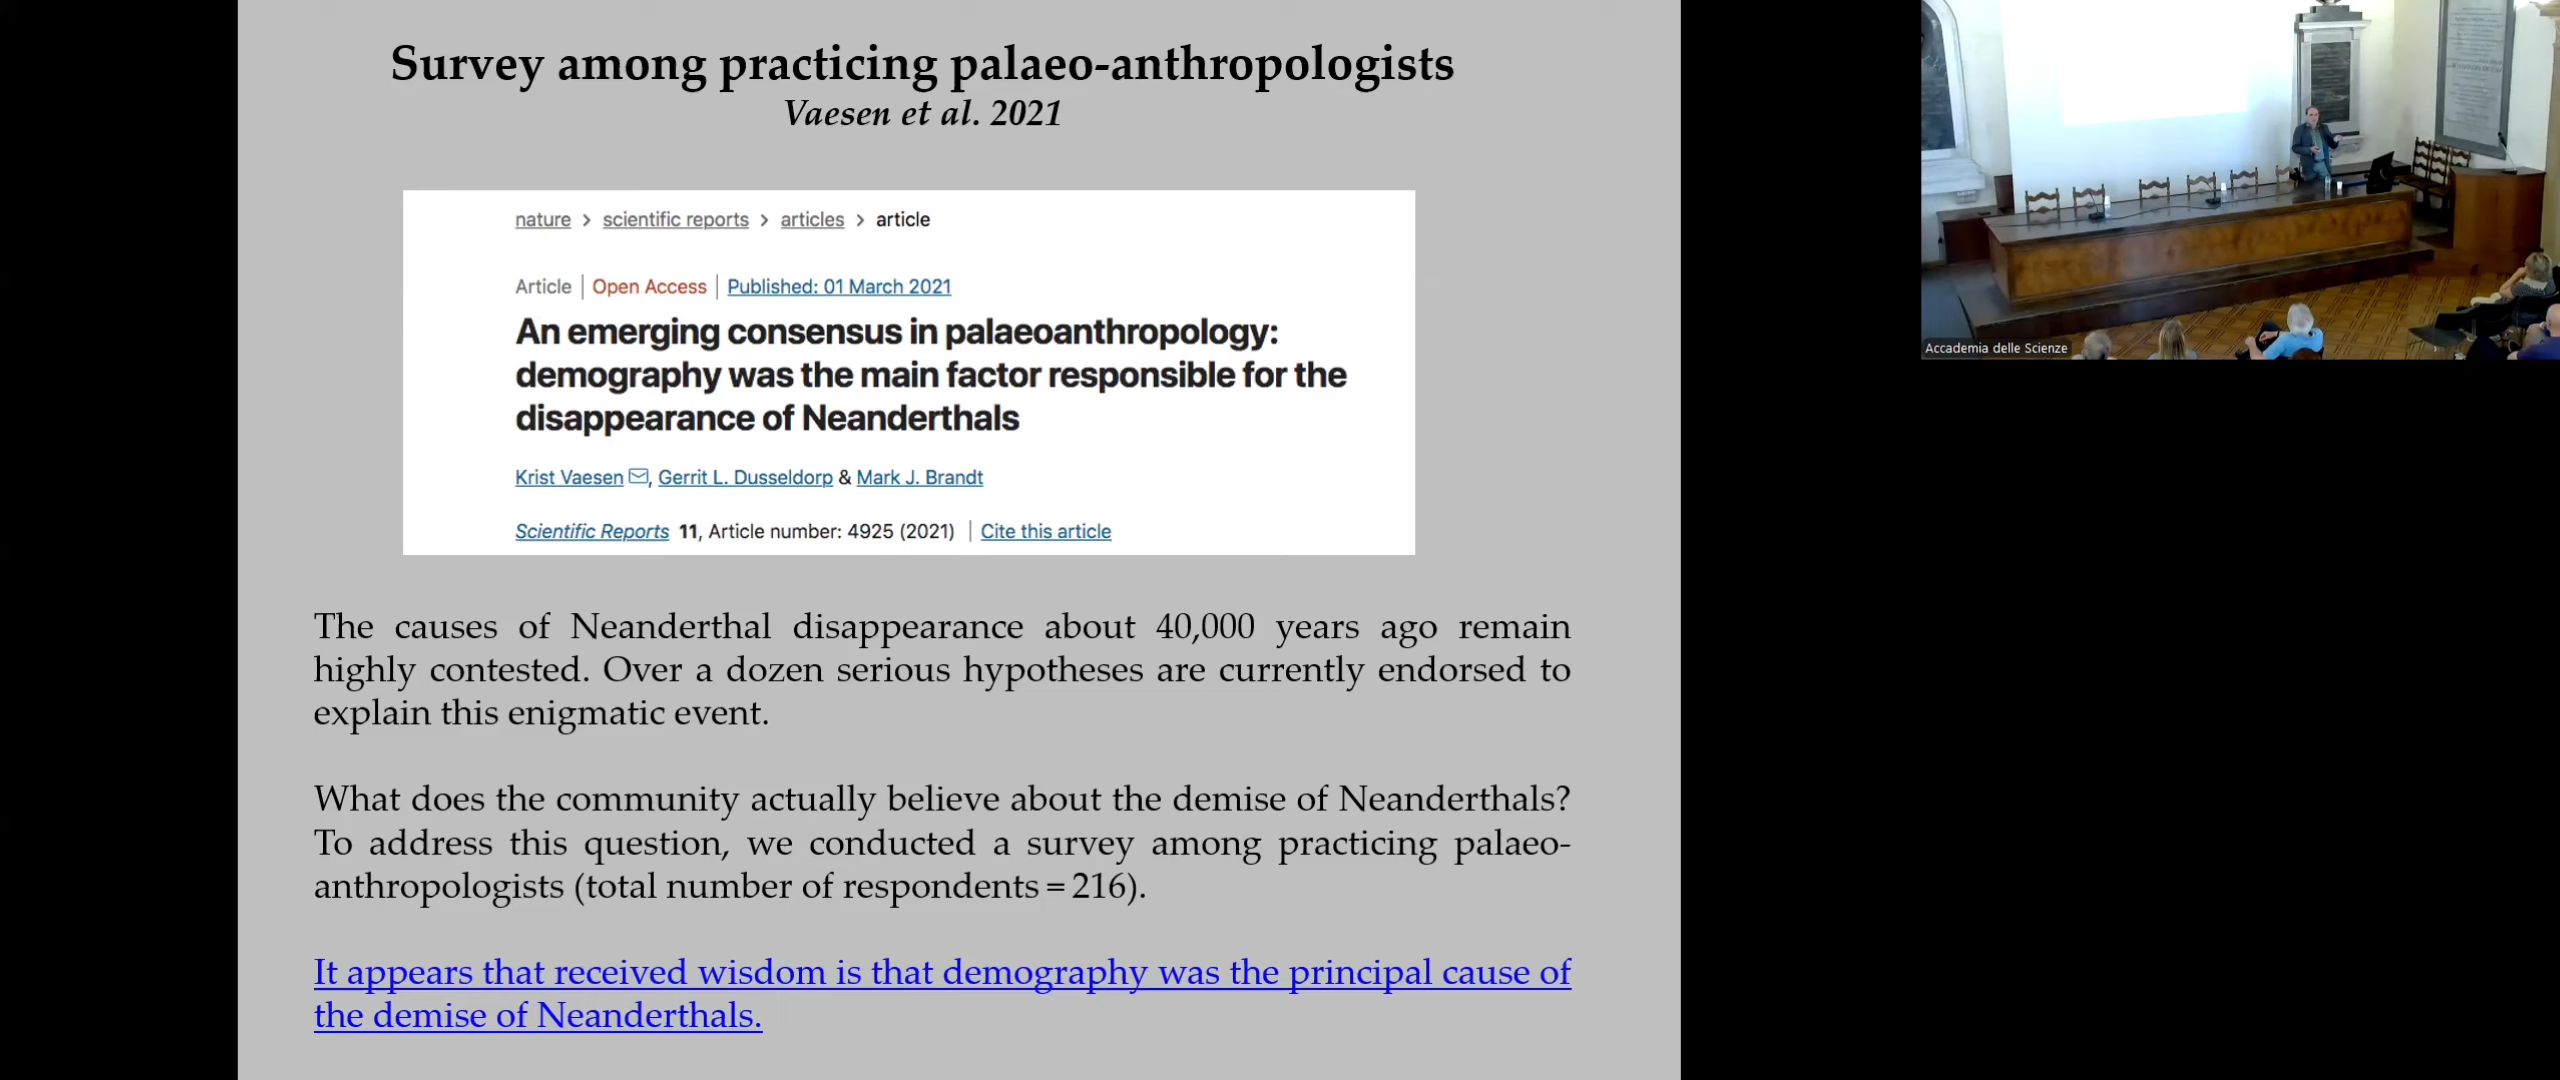 Survey among practicing palaeo-anthropologists
Vaesen et al. 2021
nature > scientific reports > articles > article
Article | Open Access | Published: 01 March 2021
An emerging consensus in palaeoanthropology:
demography was the main factor responsible for the
disappearance of Neanderthals
Krist Vaesen, Gerrit L. Dusseldorp & Mark J. Brandt
Scientific Reports 11, Article number: 4925 (2021) | Cite this article
The causes of Neanderthal disappearance about 40,000 years ago remain
highly contested. Over a dozen serious hypotheses are currently endorsed to
explain this enigmatic event.
What does the community actually believe about the demise of Neanderthals?
To address this question, we conducted a survey among practicing palaeo-
anthropologists (total number of respondents = 216).
It appears that received wisdom is that demography was the principal cause of
the demise of Neanderthals.
Accademia delle Scienze